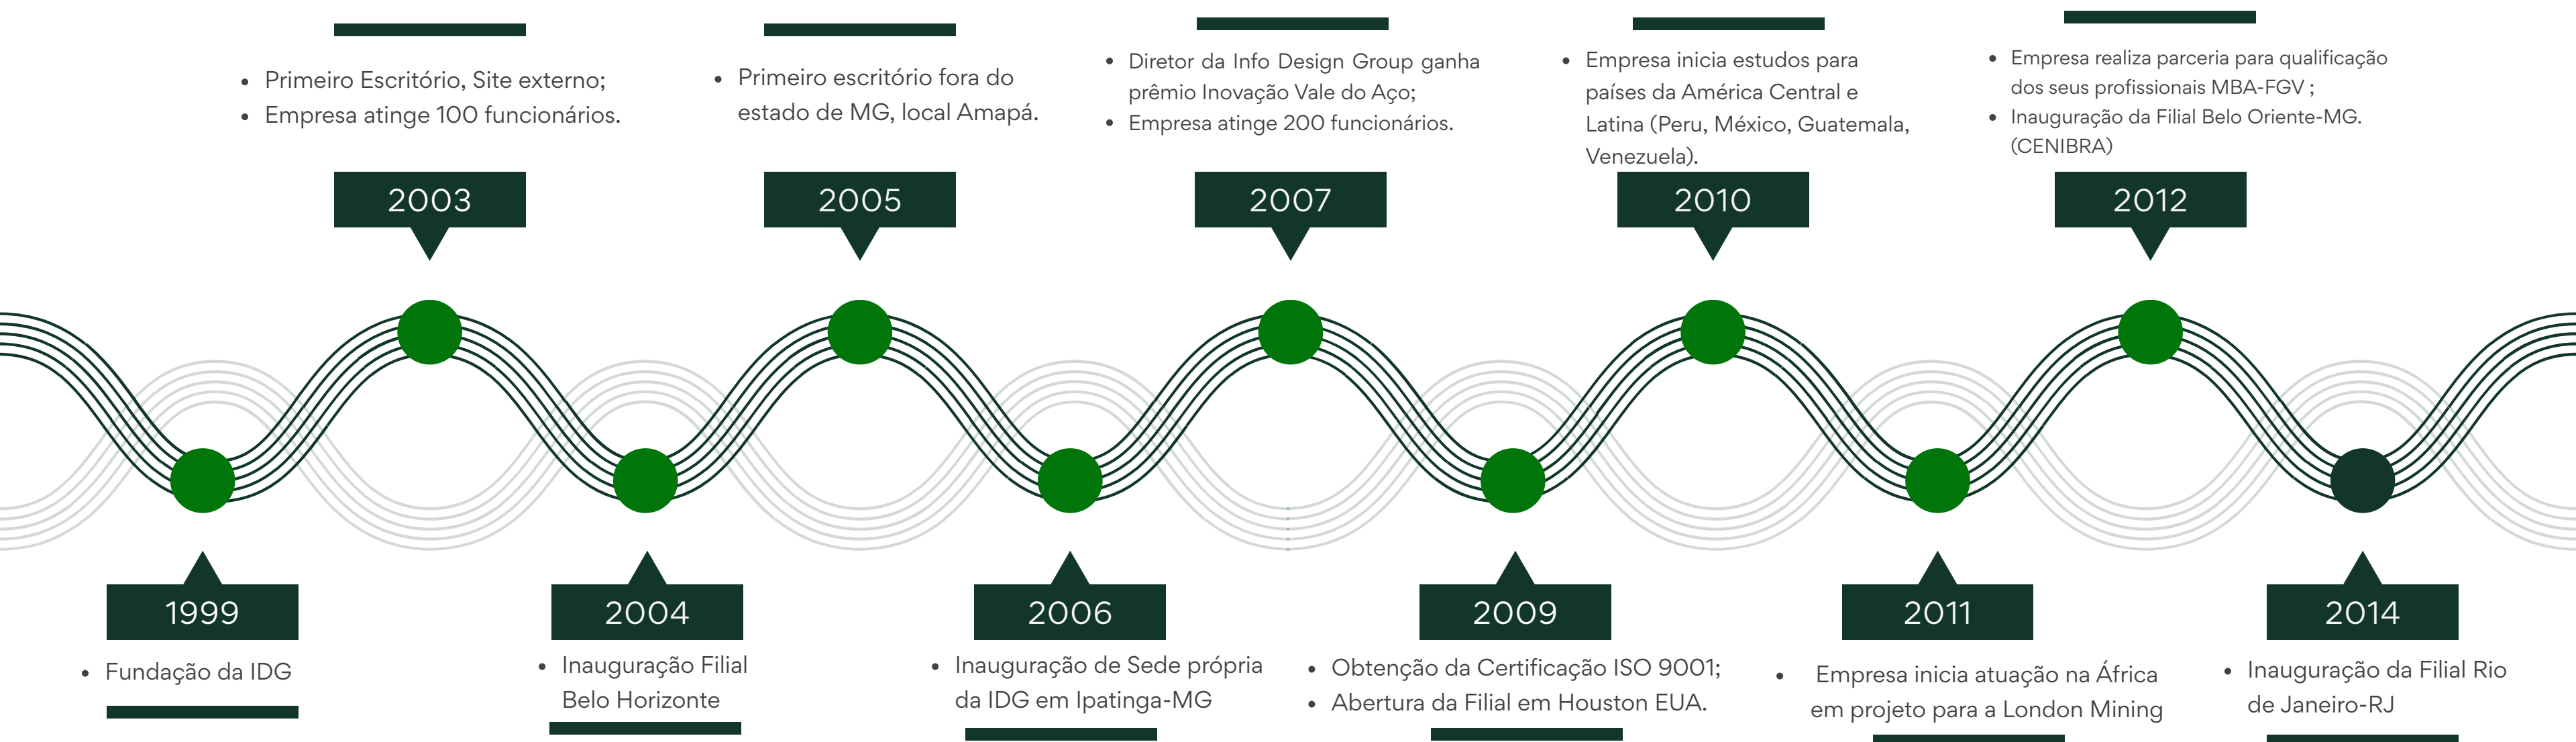 • Primeiro Escritório, Site externo;
• Empresa atinge 100 funcionários.
2003
• Primeiro escritório fora do
estado de MG, local Amapá.
2005
• Diretor da Info Design Group ganha
prêmio Inovação Vale do Aço;
• Empresa atinge 200 funcionários.
2007
• Empresa inicia estudos para
países da América Central e
Latina (Peru, México, Guatemala,
Venezuela).
2010
• Empresa realiza parceria para qualificação
dos seus profissionais MBA-FGV ;
• Inauguração da Filial Belo Oriente-MG.
(CENIBRA)
2012
1999
• Fundação da IDG
2004
• Inauguração Filial
Belo Horizonte
2006
• Inauguração de Sede própria
da IDG em Ipatinga-MG
2009
• Obtenção da Certificação ISO 9001;
• Abertura da Filial em Houston EUA.
2011
• Empresa inicia atuação na África
em projeto para a London Mining
2014
• Inauguração da Filial Rio
de Janeiro-RJ